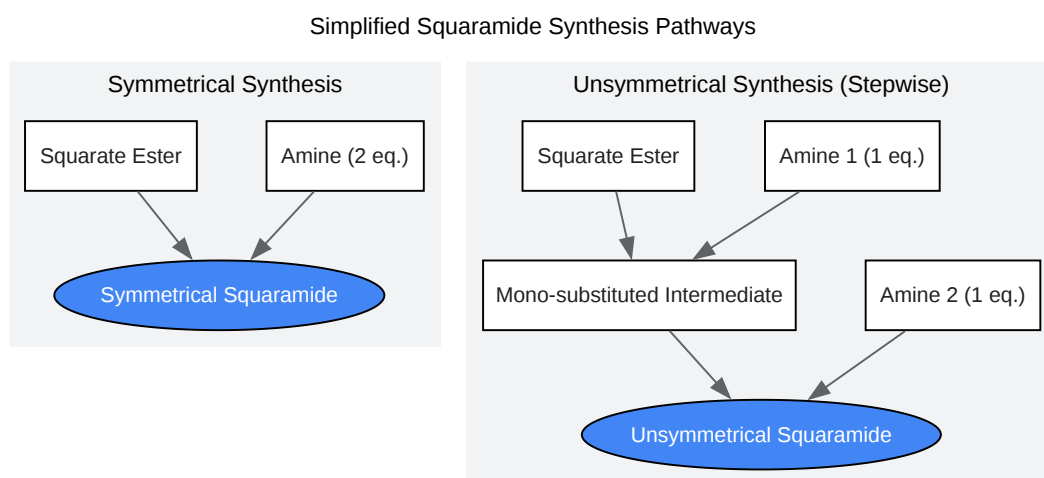 Simplified Squaramide Synthesis Pathways
Symmetrical Synthesis
Squarate Ester
Amine (2 eq.)
Symmetrical Squaramide
Unsymmetrical Synthesis (Stepwise)
Squarate Ester
Amine 1 (1 eq.)
Mono-substituted Intermediate
Amine 2 (1 eq.)
Unsymmetrical Squaramide